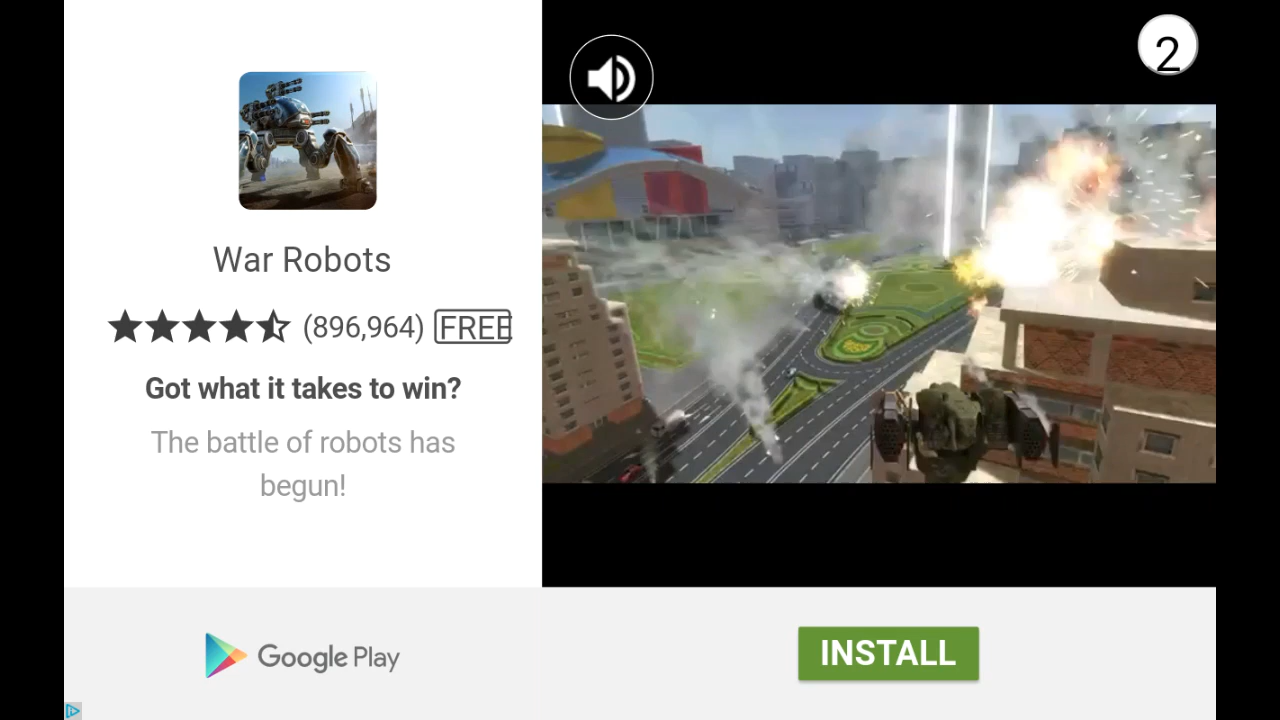 2
War Robots
(896,964) FREE
Got what it takes to win?
The battle of robots has
begun!
Google Play
INSTALL